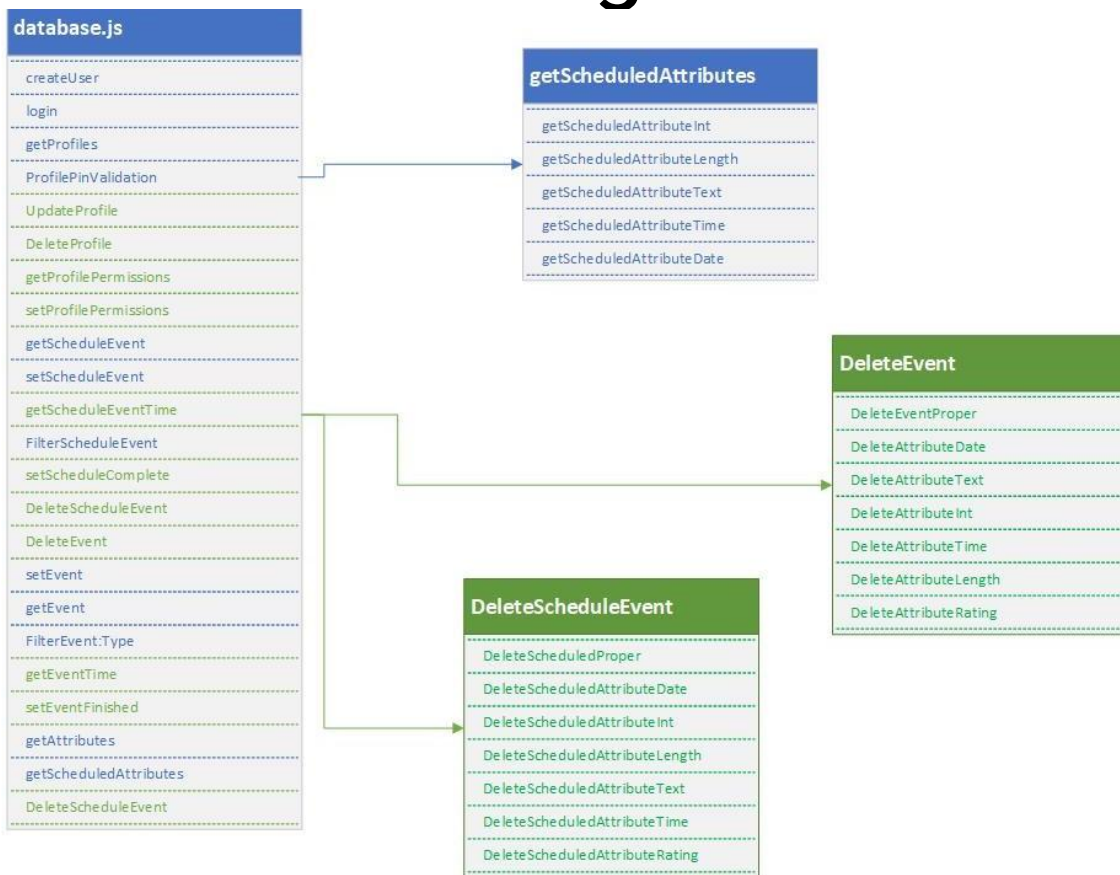 database.js
createUser
login
getProfiles
ProfilePinValidation
UpdateProfile
DeleteProfile
getProfilePermissions
setProfilePermissions
getScheduleEvent
setScheduleEvent
getScheduleEventTime
FilterScheduleEvent
setScheduleComplete
DeleteScheduleEvent
DeleteEvent
setEvent
getEvent
FilterEvent:Type
getEventTime
setEventFinished
getAttributes
getScheduledAttributes
DeleteScheduleEvent
getScheduledAttributes
getScheduledAttributeInt
getScheduledAttributeLength
getScheduledAttributeText
getScheduledAttributeTime
getScheduledAttributeDate
DeleteEvent
DeleteEventProper
DeleteAttributeDate
DeleteAttributeText
DeleteAttributeInt
DeleteAttributeTime
DeleteAttributeLength
DeleteAttributeRating
DeleteScheduleEvent
DeleteScheduledProper
DeleteScheduledAttributeDate
DeleteScheduledAttributeInt
DeleteScheduledAttributeLength
DeleteScheduledAttributeText
DeleteScheduledAttributeTime
DeleteScheduledAttributeRating